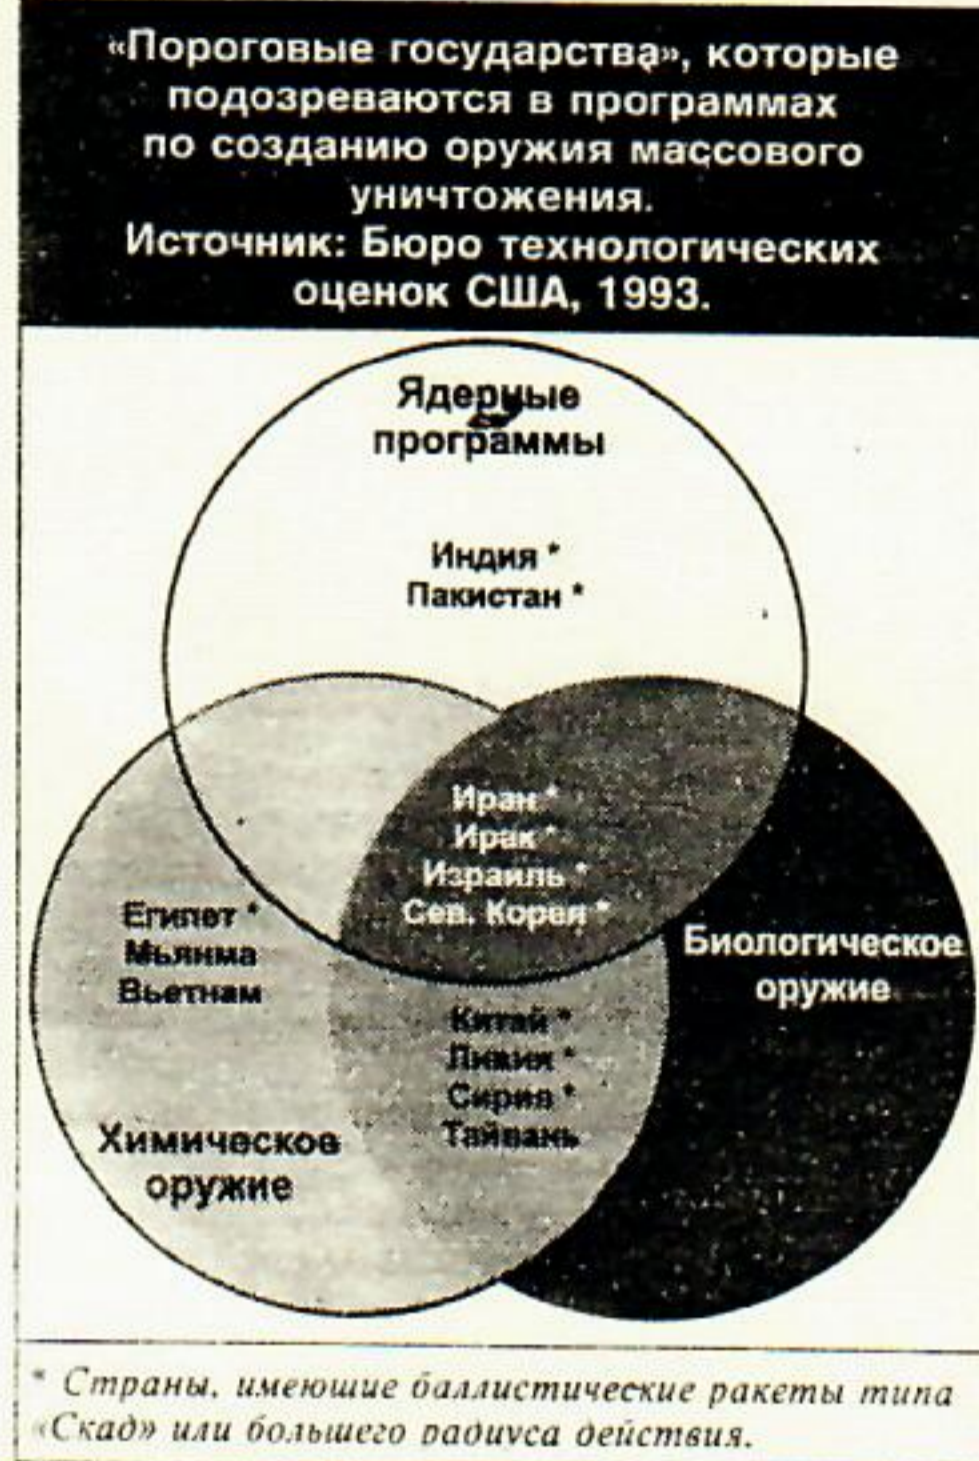 «Пороговые государства», которые
подозреваются в программах
по созданию оружия массового
уничтожения.
Источник: Бюро технологических
оценок США, 1993.
Ядерные
программы
Индия *
Пакистан *
Иран *
Ирак *
Израиль *
Сев. Корея *
Египет *
Мьянма
Вьетнам
Биологическое
оружие
Китай *
Ливия *
Сирия *
Тайвань
Химическое
оружие
* Страны, имеющие баллистические ракеты типа
«Скад» или большего радиуса действия.